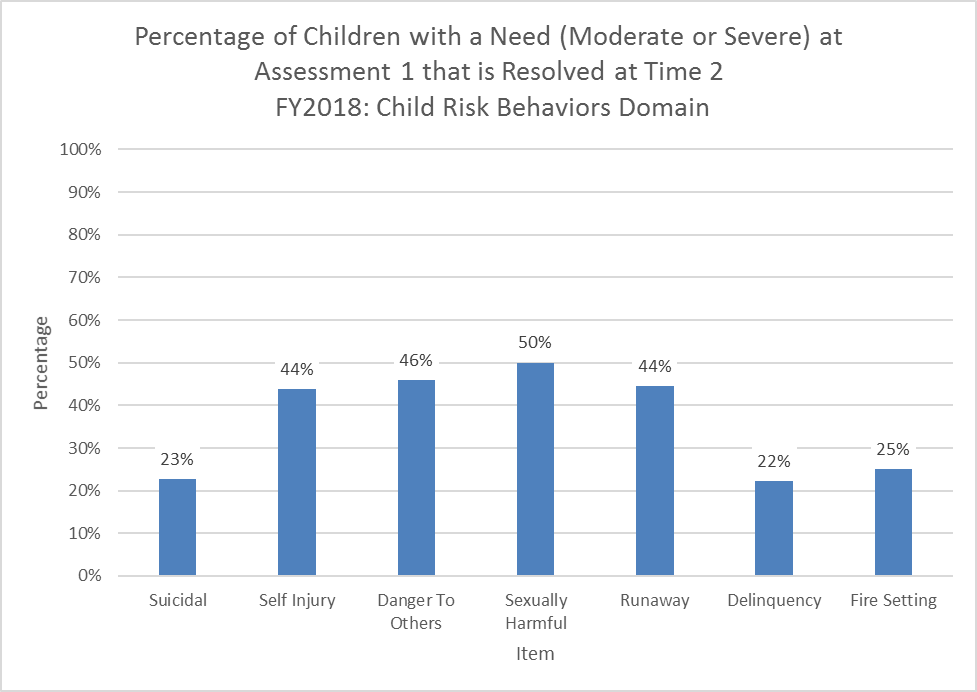 Percentage of Children with a Need (Moderate or Severe) at
Assessment 1 that is Resolved at Time 2
FY2018: Child Risk Behaviors Domain
100%
90%
80%
70%
60%
50%
40%
30%
20%
10%
0%
Percentage
23%
44%
46%
50%
44%
22%
25%
Suicidal
Self Injury
Danger To
Others
Sexually
Harmful
Runaway
Delinquency
Fire Setting
Item